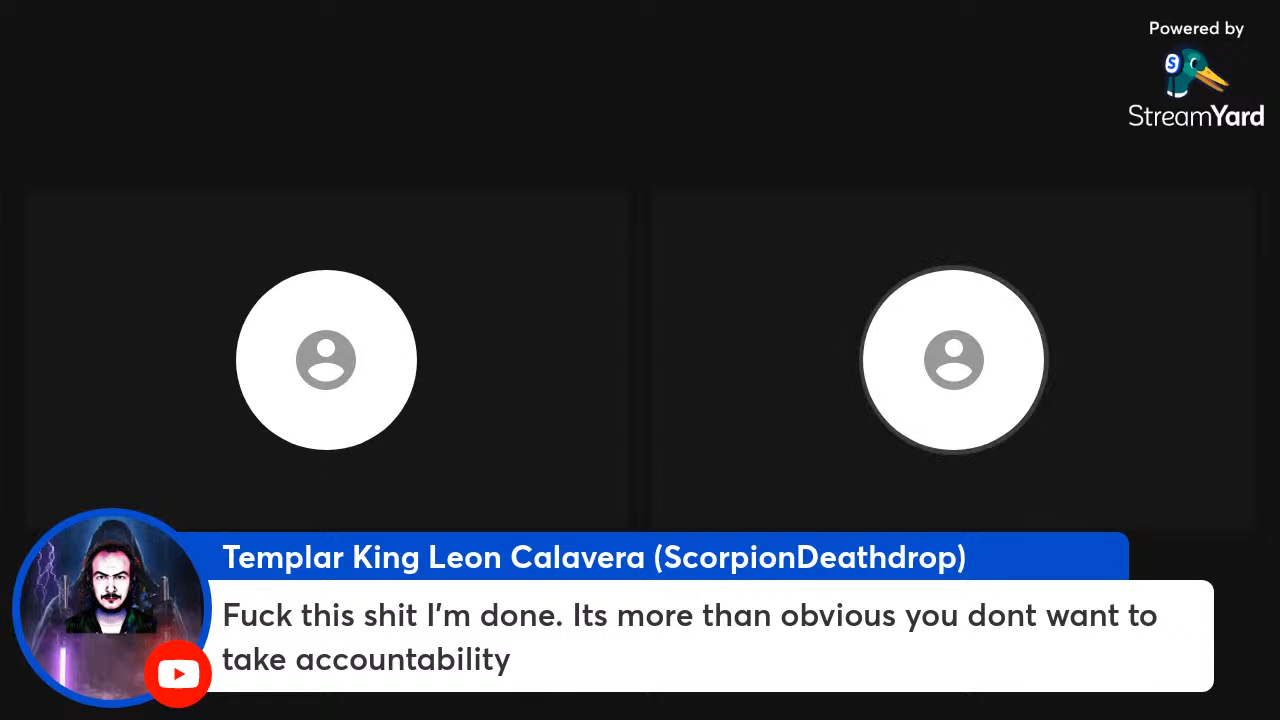 Powered by
S
StreamYard
Templar King Leon Calavera (ScorpionDeathdrop)
Fuck this shit I'm done. Its more than obvious you dont want to
take accountability